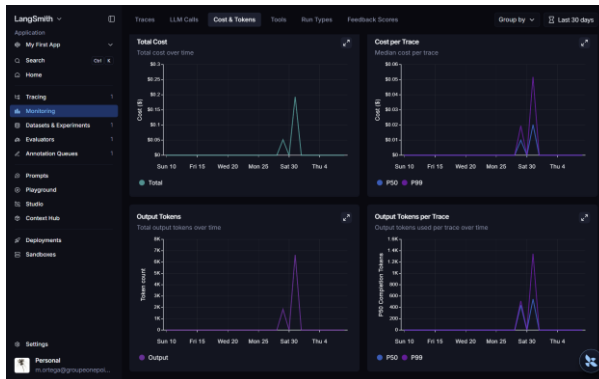 LangSmith
Traces
LLM Calls
Cost & Tokens
Tools
Run Types
Feedback Scores
Group by
Last 30 days
Application
My First App
Search
Ctrl K
Home
Tracing 1
Monitoring
Datasets & Experiments 1
Evaluators 1
Annotation Queues 1
Prompts
Playground
Studio
Context Hub
Deployments
Sandboxes
Settings
Personal
m.ortega@groupeonepoi...
Total Cost
Total cost over time
Cost ($)
$0.3
$0.25
$0.2
$0.15
$0.1
$0.05
$0
Sun 10 Fri 15 Wed 20 Mon 25 Sat 30 Thu 4
Total
Cost per Trace
Median cost per trace
Cost ($)
$0.06
$0.05
$0.04
$0.03
$0.02
$0.01
$0
Sun 10 Fri 15 Wed 20 Mon 25 Sat 30 Thu 4
P50 P99
Output Tokens
Total output tokens over time
Token count
8K
7K
6K
5K
4K
3K
2K
1K
0
Sun 10 Fri 15 Wed 20 Mon 25 Sat 30 Thu 4
Output
Output Tokens per Trace
Output tokens used per trace over time
P50 Completion Tokens
1.6K
1.4K
1.2K
1K
800
600
400
200
0
Sun 10 Fri 15 Wed 20 Mon 25 Sat 30 Thu 4
P50 P99